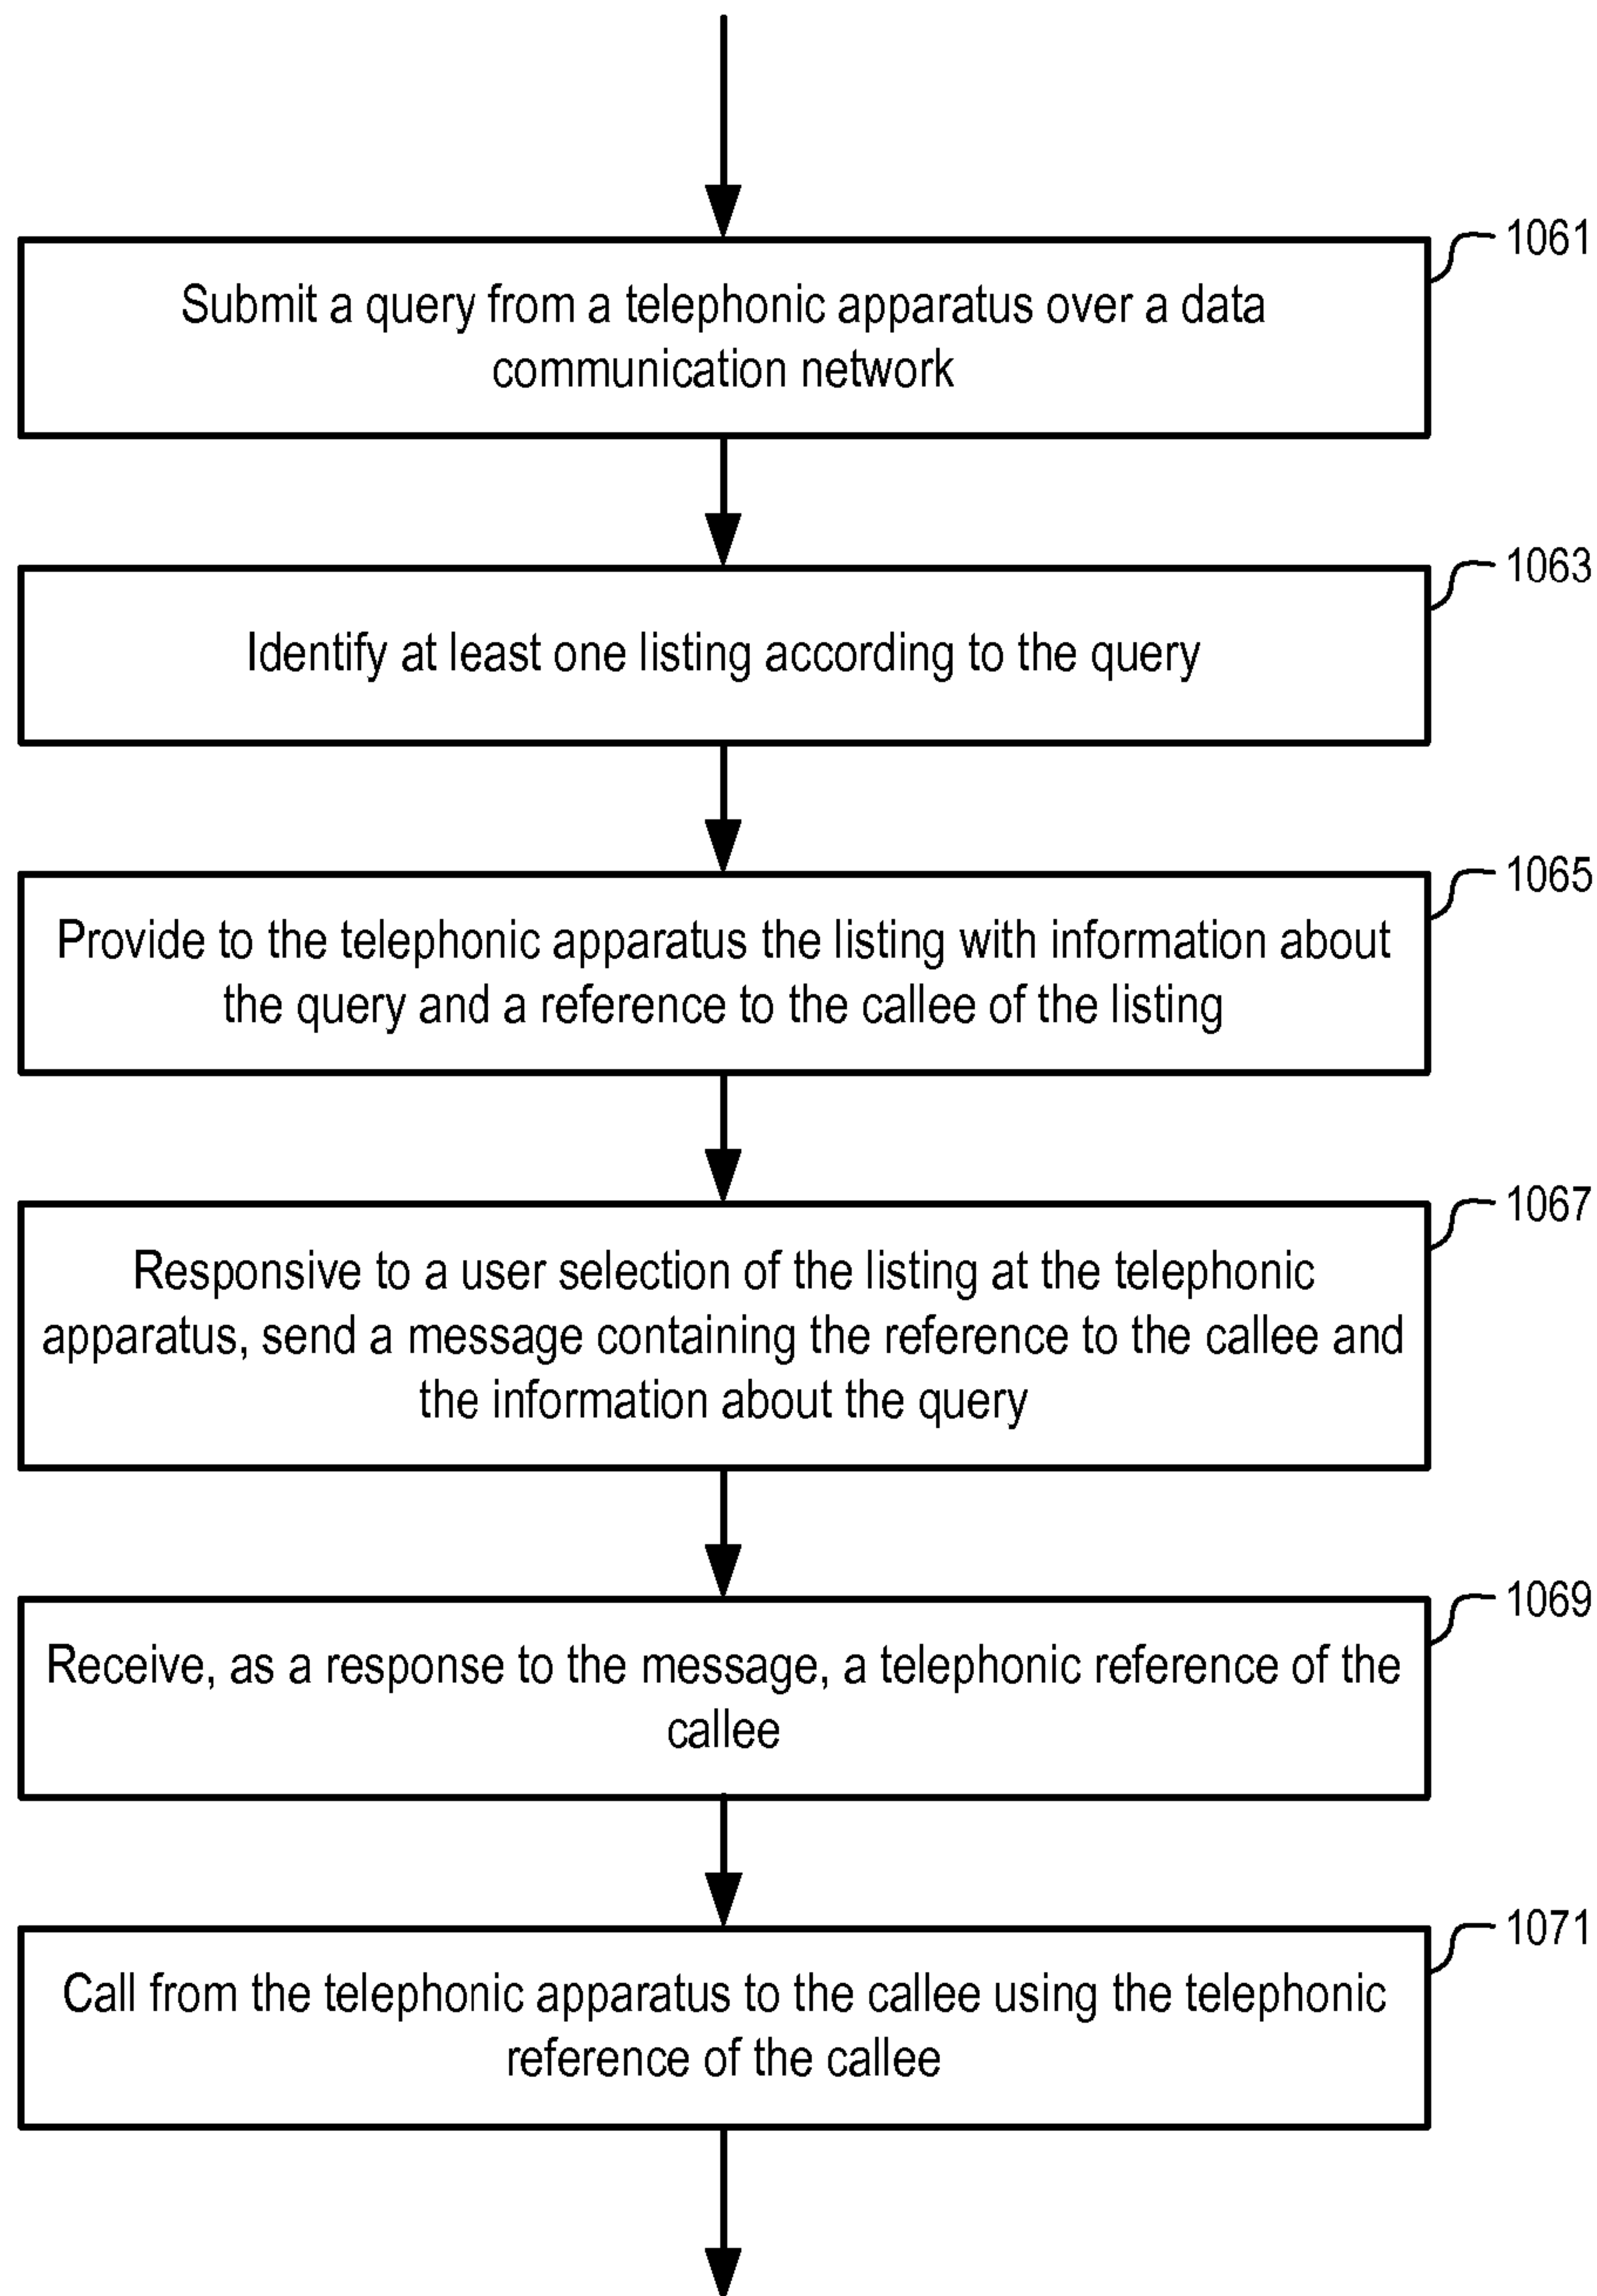 1061
Submit a query from a telephonic apparatus over a data
communication network
1063
Identify at least one listing according to the query
1065
Provide to the telephonic apparatus the listing with information about
the query and a reference to the callee of the listing
1067
Responsive to a user selection of the listing at the telephonic
apparatus, send a message containing the reference to the callee and
the information about the query
1069
Receive, as a response to the message, a telephonic reference of the
callee
1071
Call from the telephonic apparatus to the callee using the telephonic
reference of the callee